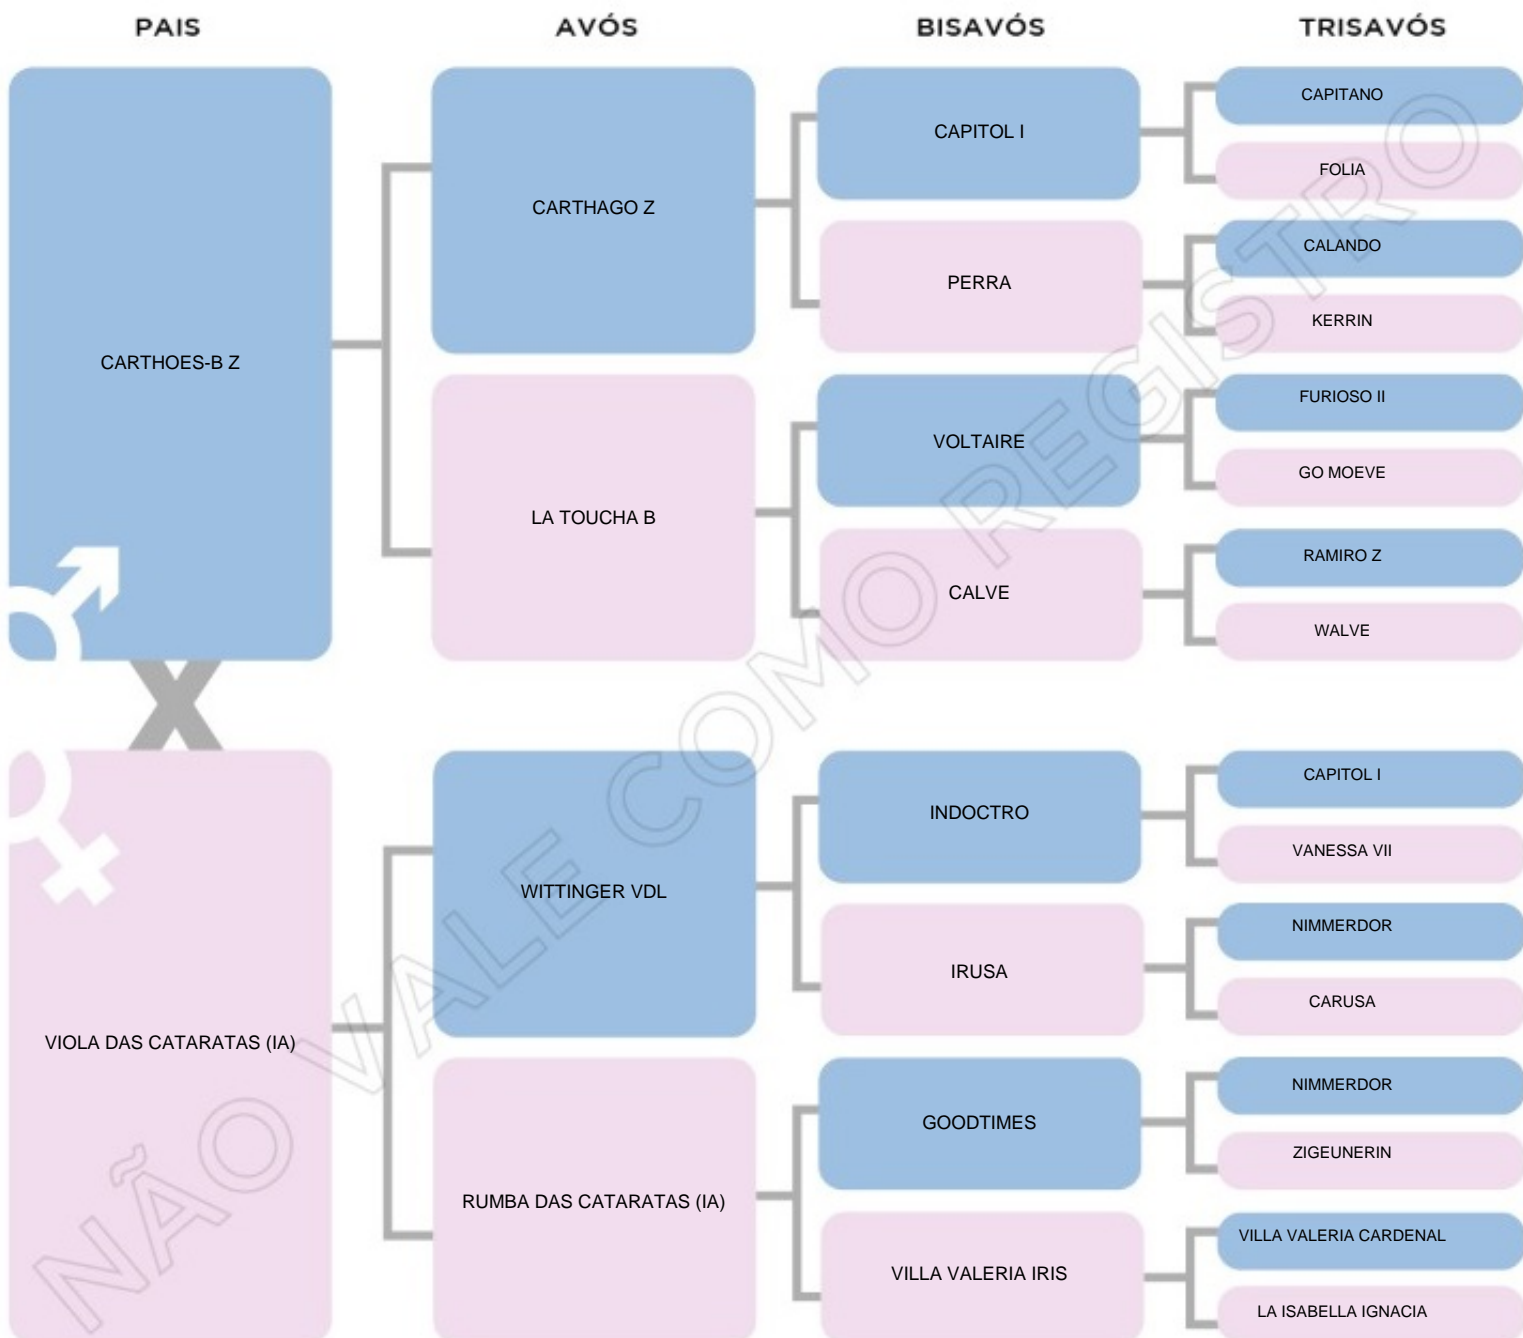 PAIS
AVÓS
BISAVÓS
TRISAVÓS
CARTHOES-B Z
CARTHAGO Z
CAPITOL I
CAPITANO
FOLIA
PERRA
CALANDO
KERRIN
LA TOUCHA B
VOLTAIRE
FURIOSO II
GO MOEVE
CALVE
RAMIRO Z
WALVE
X
VIOLA DAS CATARATAS (IA)
WITTINGER VDL
INDOCTRO
CAPITOL I
VANESSA VII
IRUSA
NIMMERDOR
CARUSA
RUMBA DAS CATARATAS (IA)
GOODTIMES
NIMMERDOR
ZIGEUNERIN
VILLA VALERIA IRIS
VILLA VALERIA CARDENAL
LA ISABELLA IGNACIA
NÃO VALE COMO REGISTRO